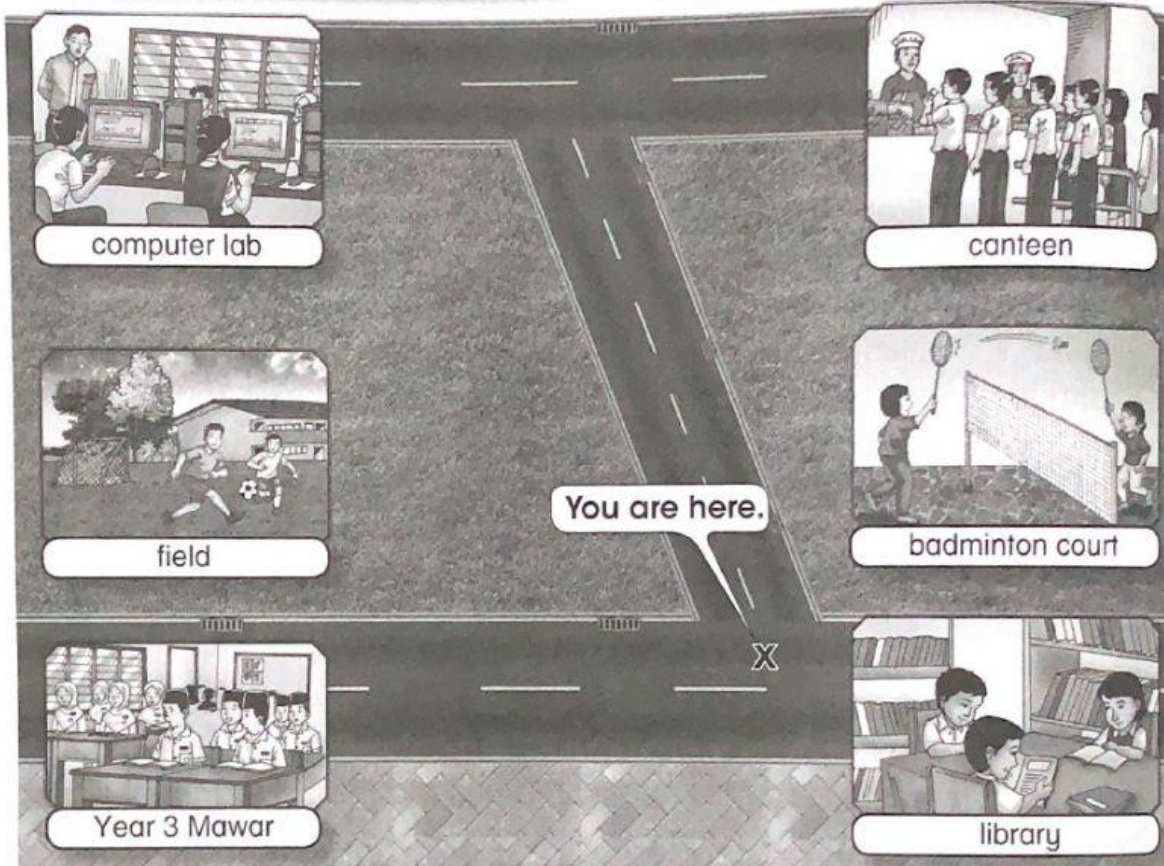 computer lab
canteen
field
You are here.
badminton court
X
Year 3 Mawar
library